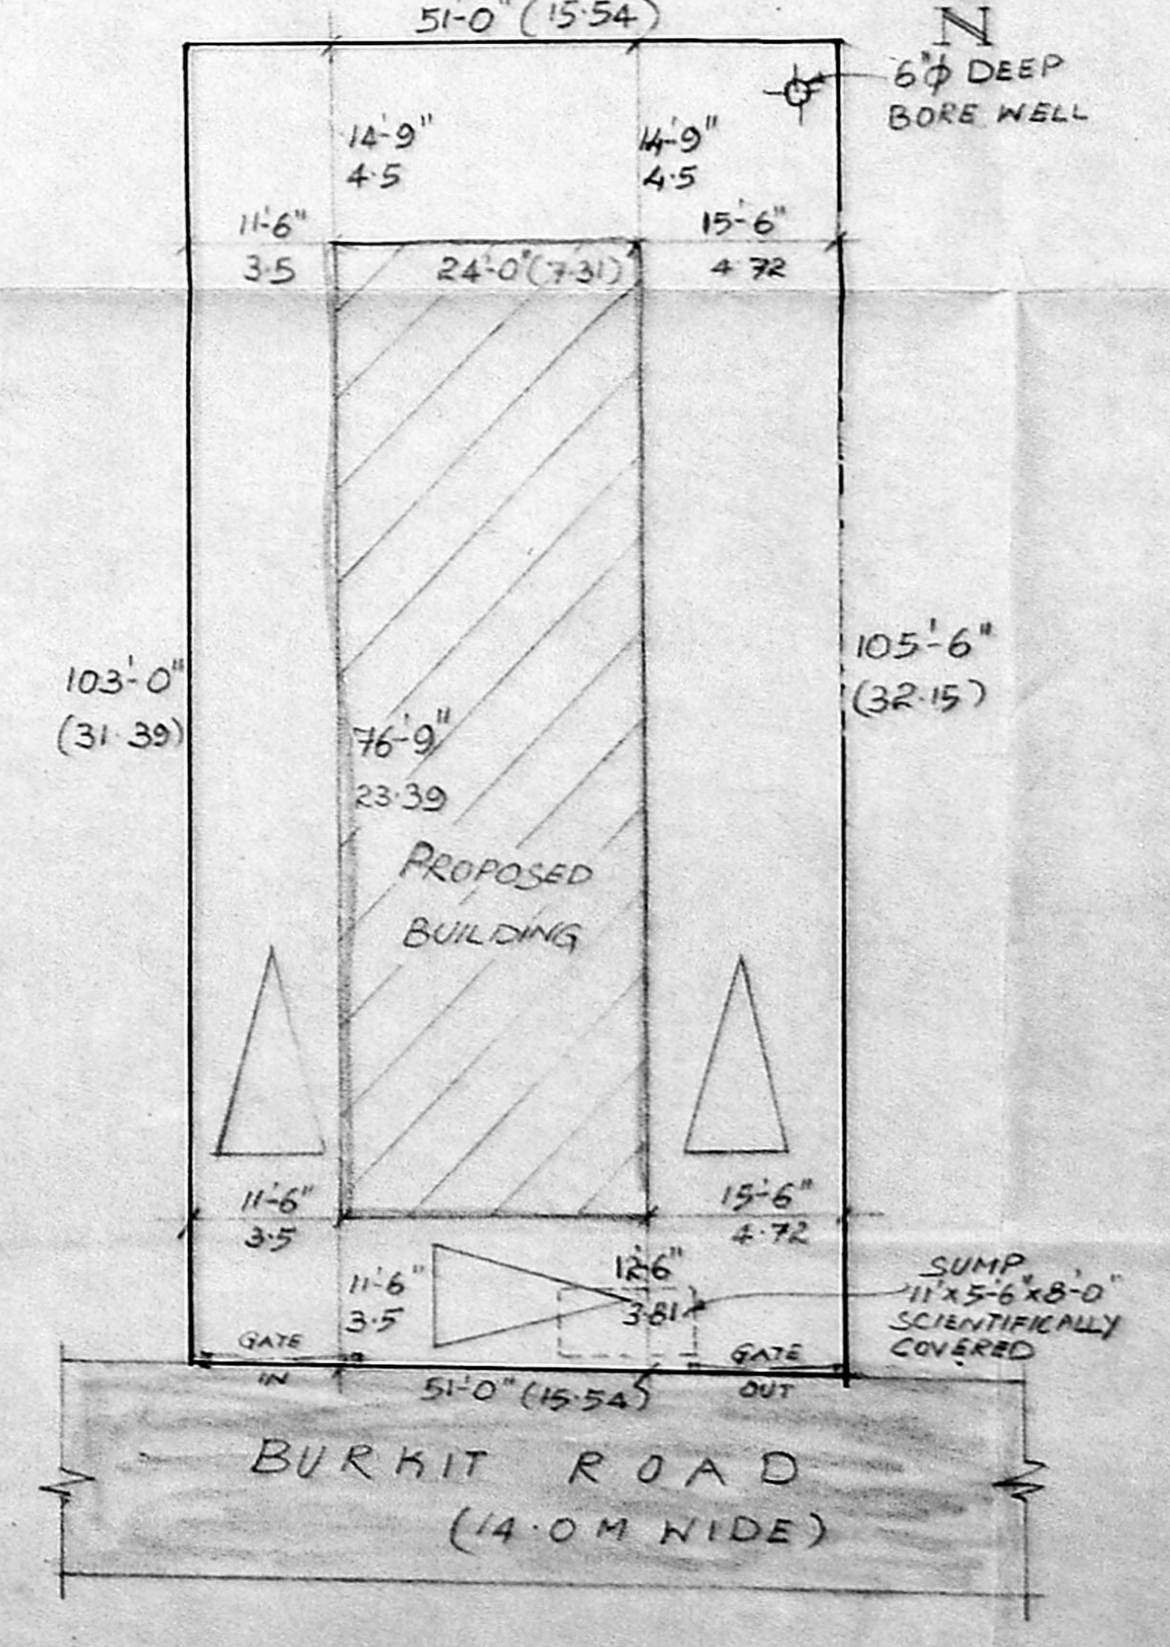 51'-0" (15.54)
N
6"ϕ DEEP
BORE WELL
14'-9"
4.5
14'-9"
4.5
11'-6"
3.5
24'-0" (7.31)
15'-6"
4.72
103'-0"
(31.39)
105'-6"
(32.15)
76'-9"
23.39
PROPOSED
BUILDING
11'-6"
3.5
15'-6"
4.72
11'-6"
3.5
12'-6"
3.81
SUMP
11'x5'-6"x8'-0"
SCIENTIFICALLY
COVERED
GATE
IN
51'-0" (15.54)
GATE
OUT
BURKIT ROAD
(14.0 M WIDE)